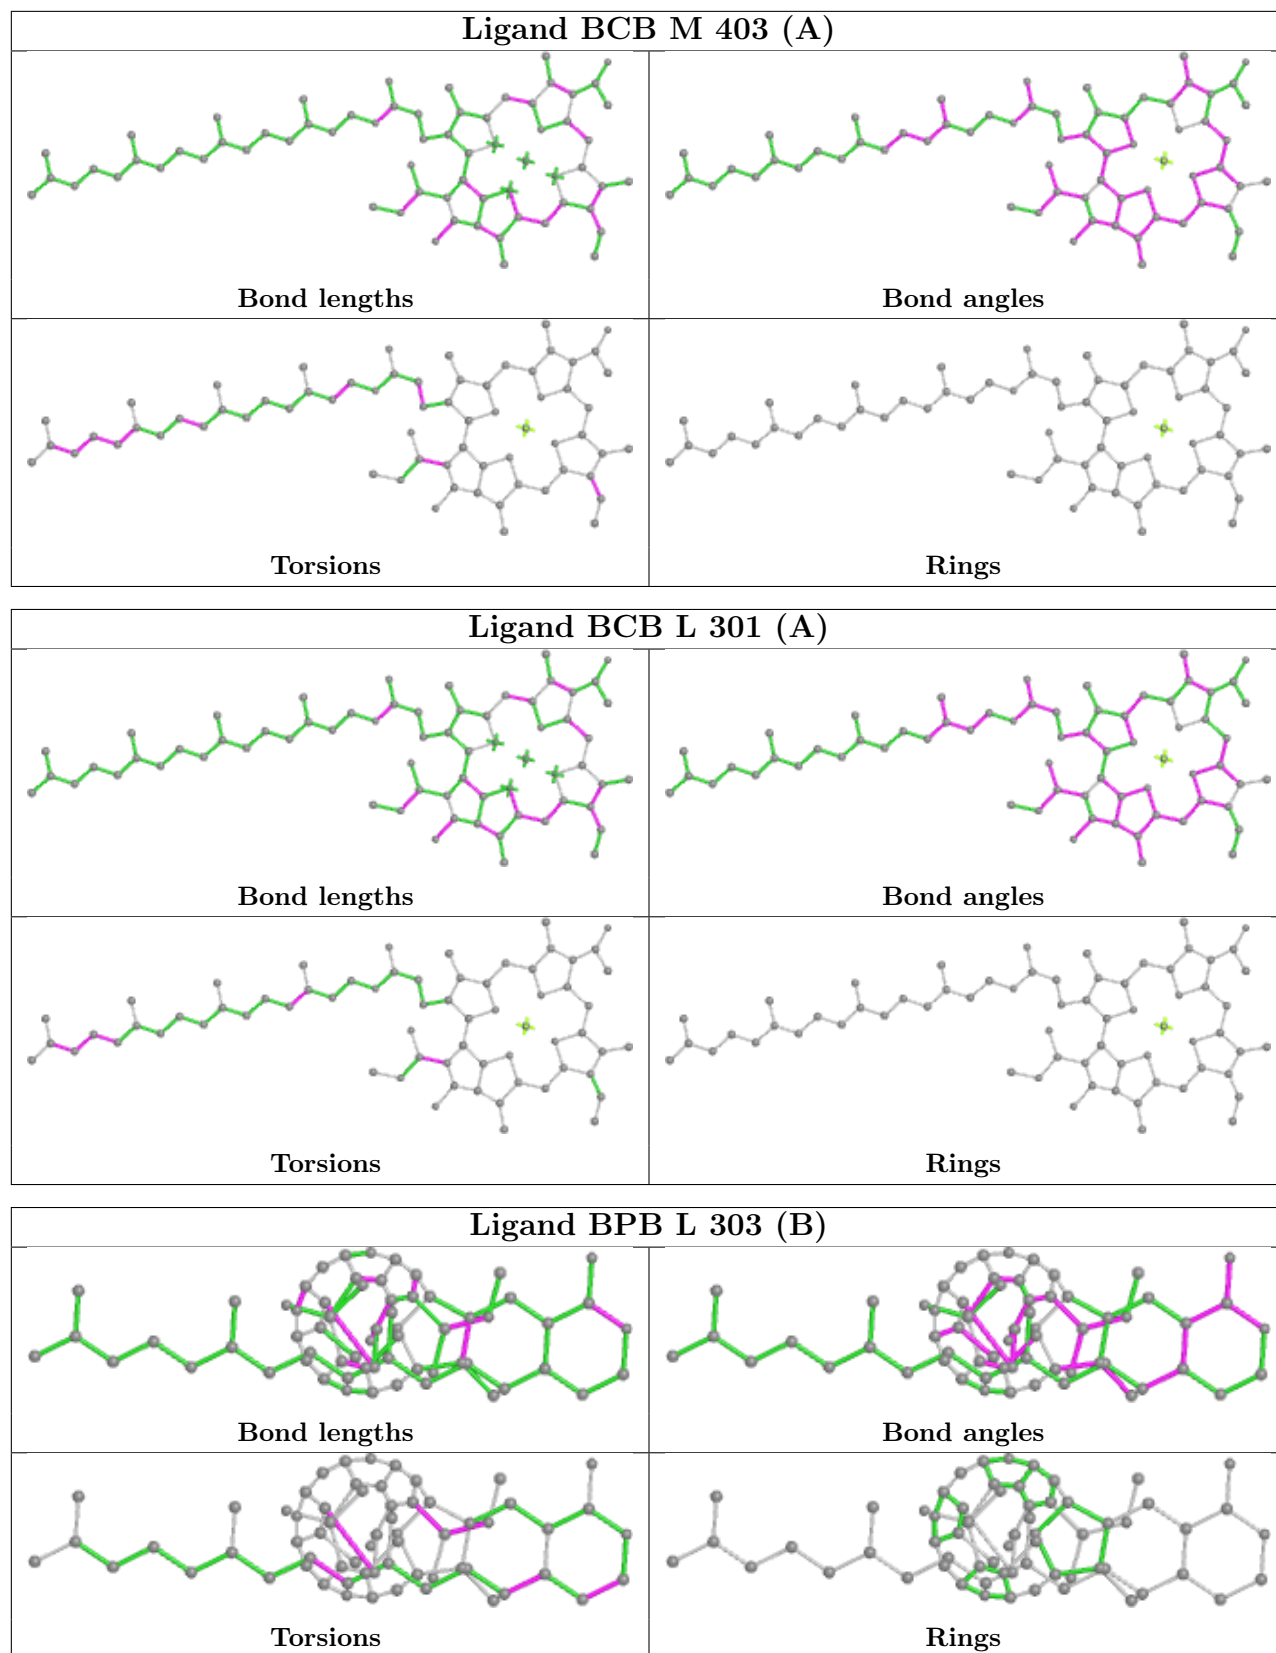 Ligand BCB M 403 (A)
Bond lengths
Bond angles
Torsions
Rings
Ligand BCB L 301 (A)
Bond lengths
Bond angles
Torsions
Rings
Ligand BPB L 303 (B)
Bond lengths
Bond angles
Torsions
Rings